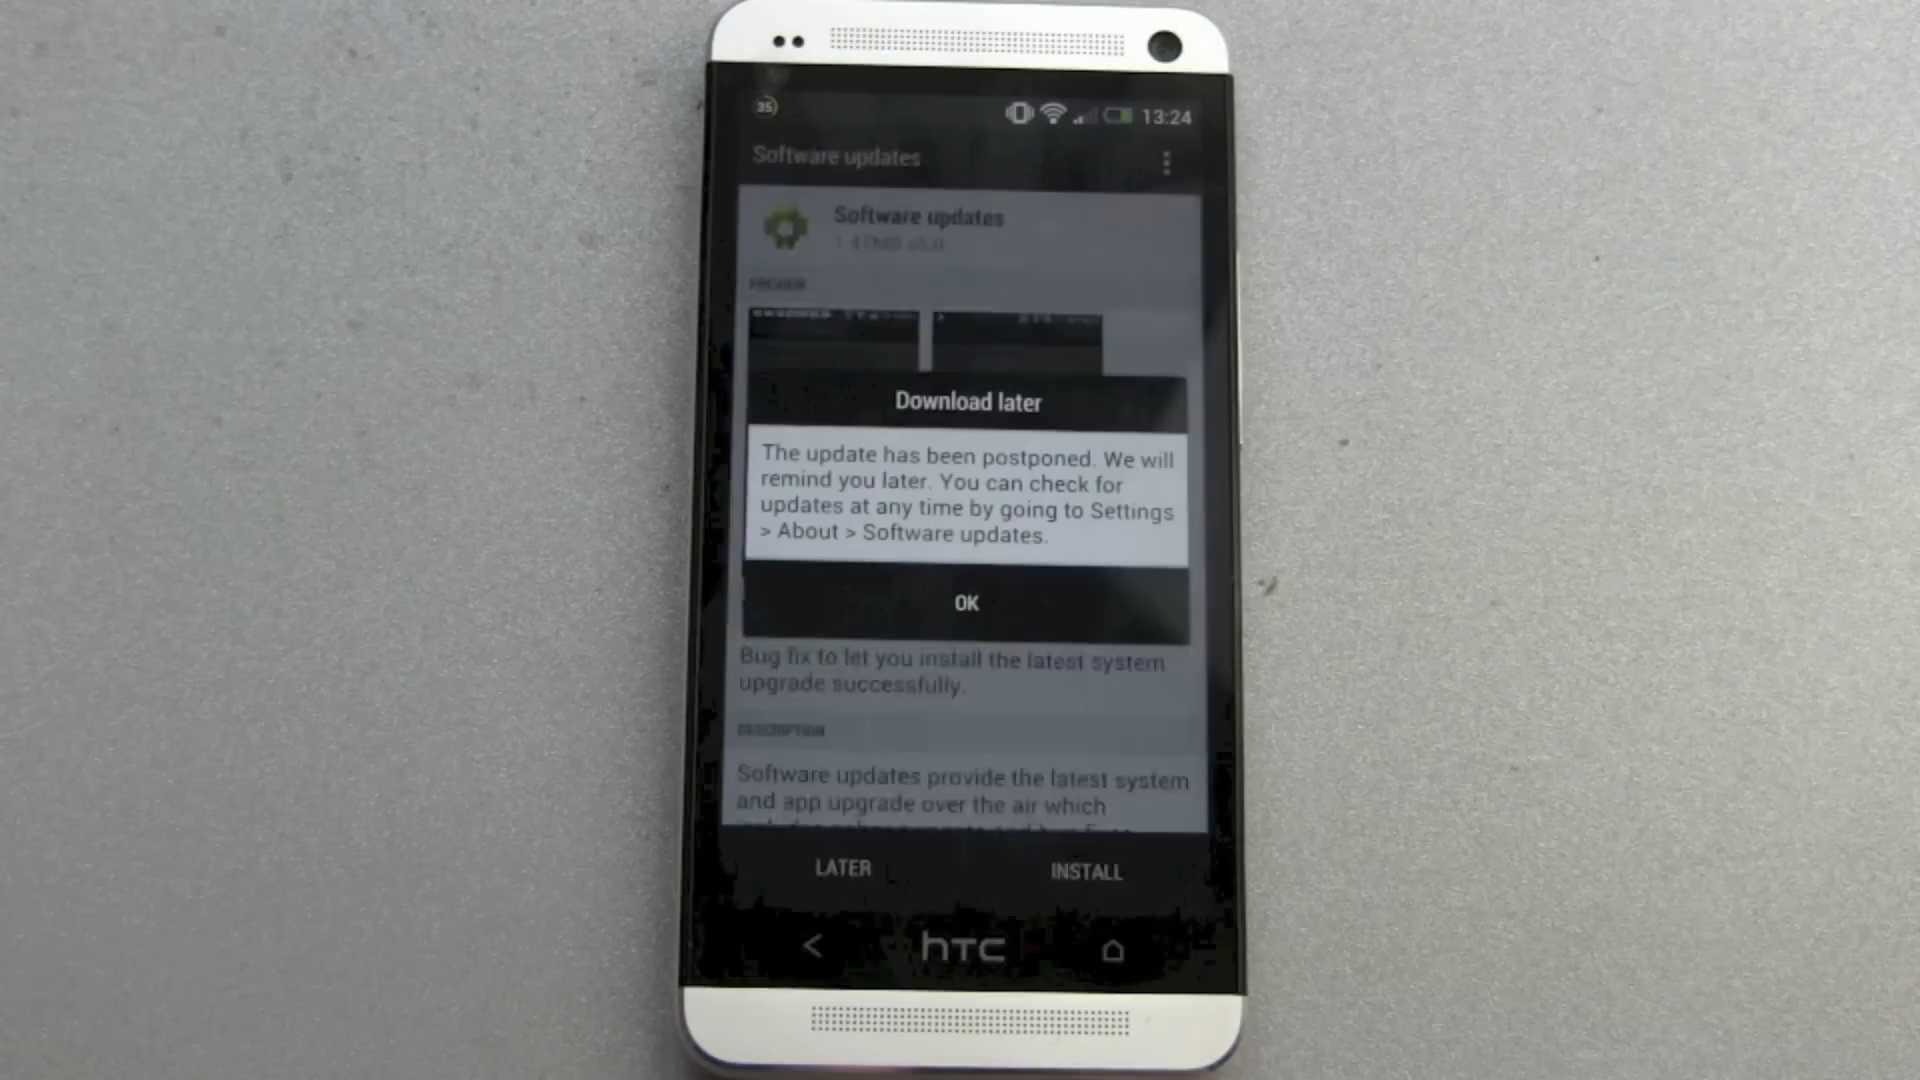 35
13:24
Software updates
Software updates
PREVIEW
Download later
The update has been postponed. We will
remind you later. You can check for
updates at any time by going to Settings
> About > Software updates.
OK
Bug fix to let you install the latest system
upgrade successfully.
DESCRIPTION
Software updates provide the latest system
and app upgrade over the air which
LATER
INSTALL
hTC